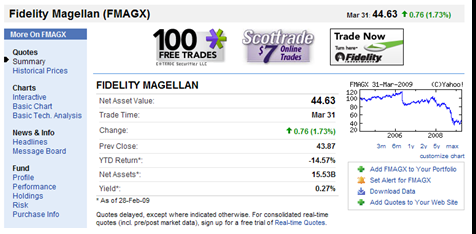 Fidelity Magellan (FMAGX)
Mar 31 44.63 0.76 (1.73%)
More On FMAGX
Quotes
Summary
Historical Prices
Charts
Interactive
Basic Chart
Basic Tech. Analysis
News & Info
Headlines
Message Board
Fund
Profile
Performance
Holdings
Risk
Purchase Info
100 FREE TRADES
Scottrade
$7 Online Trades
Trade Now
Turn here
Fidelity
FIDELITY MAGELLAN
Net Asset Value: 44.63
Trade Time: Mar 31
Change: 0.76 (1.73%)
Prev Close: 43.87
YTD Return*: -14.57%
Net Assets*: 15.53B
Yield*: 0.27%
* As of 28-Feb-09
Quotes delayed, except where indicated otherwise. For consolidated real-time
quotes (incl. pre/post market data), sign up for a free trial of Real-time Quotes.
FMAGX 31-Mar-2009 (C)Yahoo!
120
100
80
60
40
2006 2008
3m 6m 1y 2y 5y max
customize chart
Add FMAGX to Your Portfolio
Set Alert for FMAGX
Download Data
Add Quotes to Your Web Site